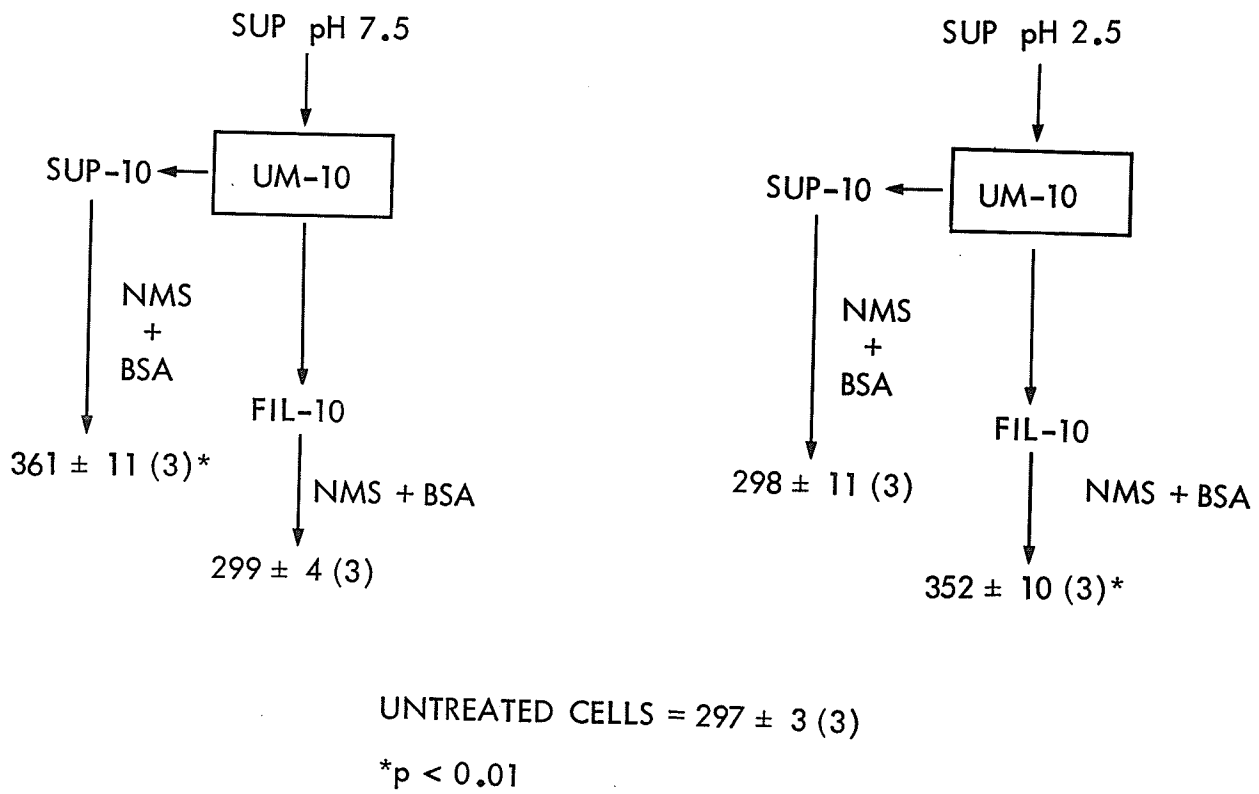 SUP pH 7.5
UM-10
SUP-10
NMS
+
BSA
FIL-10
361 ± 11 (3)*
NMS + BSA
299 ± 4 (3)
SUP pH 2.5
UM-10
SUP-10
NMS
+
BSA
FIL-10
298 ± 11 (3)
NMS + BSA
352 ± 10 (3)*
UNTREATED CELLS = 297 ± 3 (3)
*p < 0.01